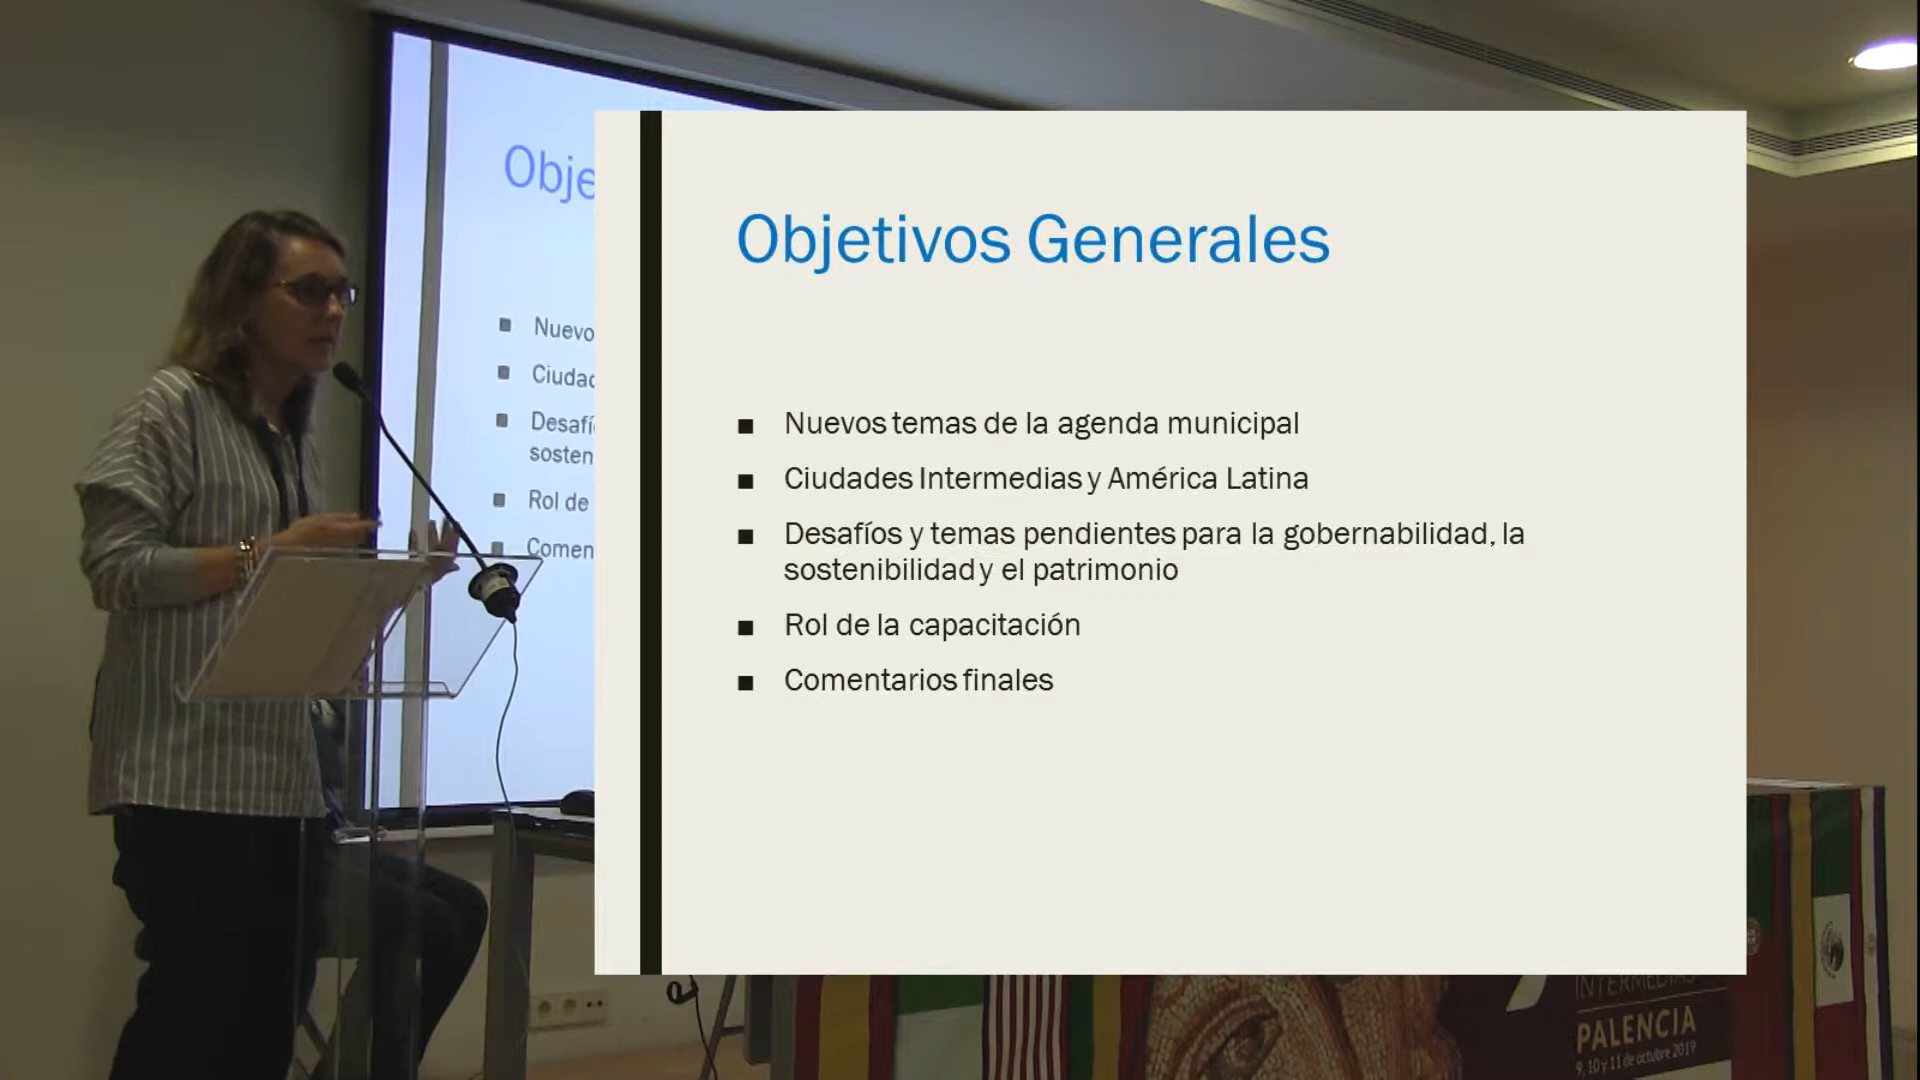 Obje
Nuevo
Ciudad
Desafí
sosten
Rol de
Comen
Objetivos Generales
Nuevos temas de la agenda municipal
Ciudades Intermedias y América Latina
Desafíos y temas pendientes para la gobernabilidad, la
sostenibilidad y el patrimonio
Rol de la capacitación
Comentarios finales
INTERMEDIAS
PALENCIA
9, 10 y 11 de octubre 2019